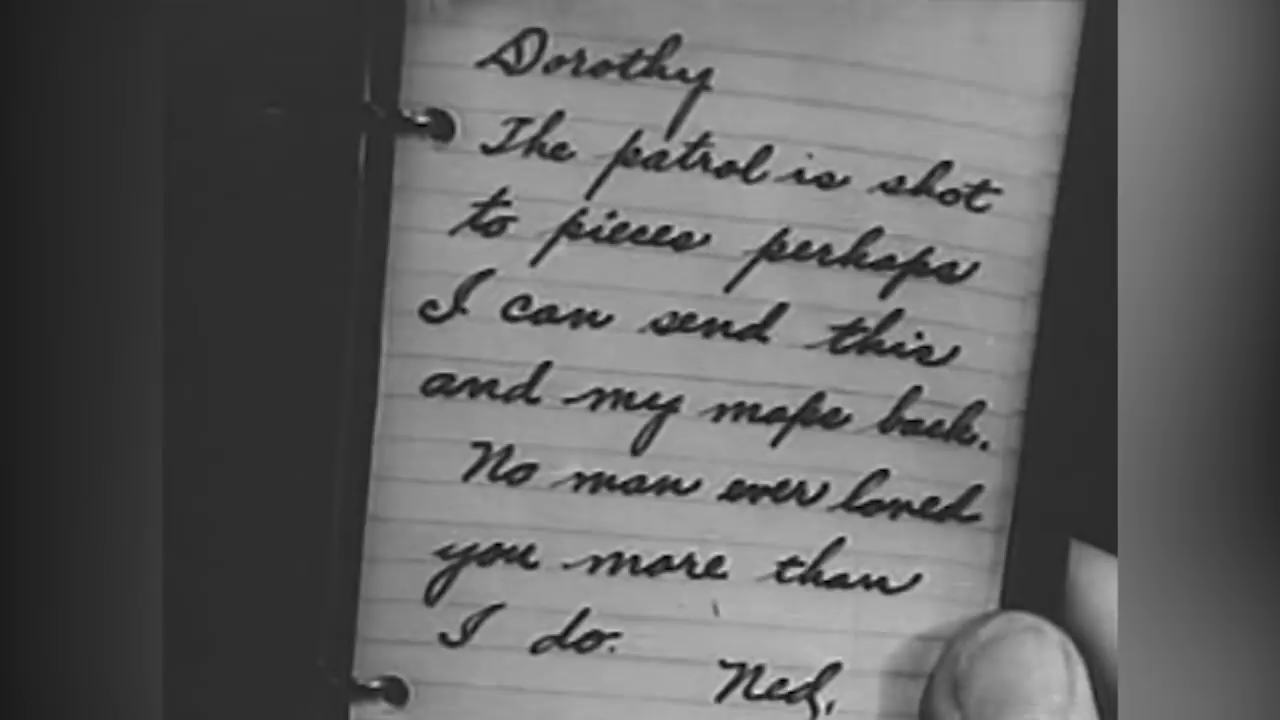 Dorothy
The patrol is shot
to pieces perhaps
I can send this
and my maps back.
No man ever loved
you more than
I do.
Ned.